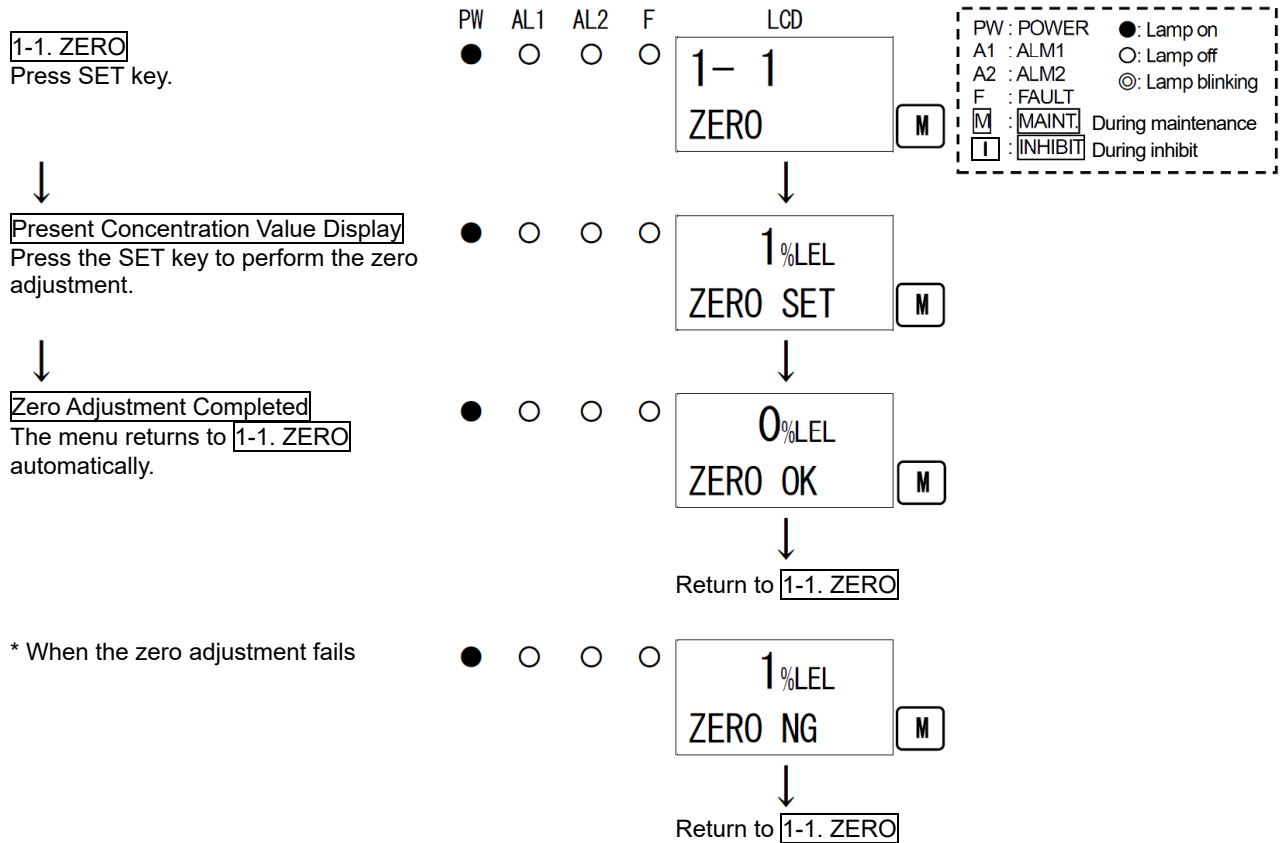 PW AL1 AL2 F LCD
1-1. ZERO
Press SET key.
1- 1
ZERO
M
PW : POWER ●: Lamp on
A1 : ALM1 ○: Lamp off
A2 : ALM2 ◎: Lamp blinking
F : FAULT
M : MAINT. During maintenance
I : INHIBIT During inhibit
Present Concentration Value Display
Press the SET key to perform the zero
adjustment.
1%LEL
ZERO SET
M
Zero Adjustment Completed
The menu returns to 1-1. ZERO
automatically.
0%LEL
ZERO OK
M
Return to 1-1. ZERO
* When the zero adjustment fails
1%LEL
ZERO NG
M
Return to 1-1. ZERO